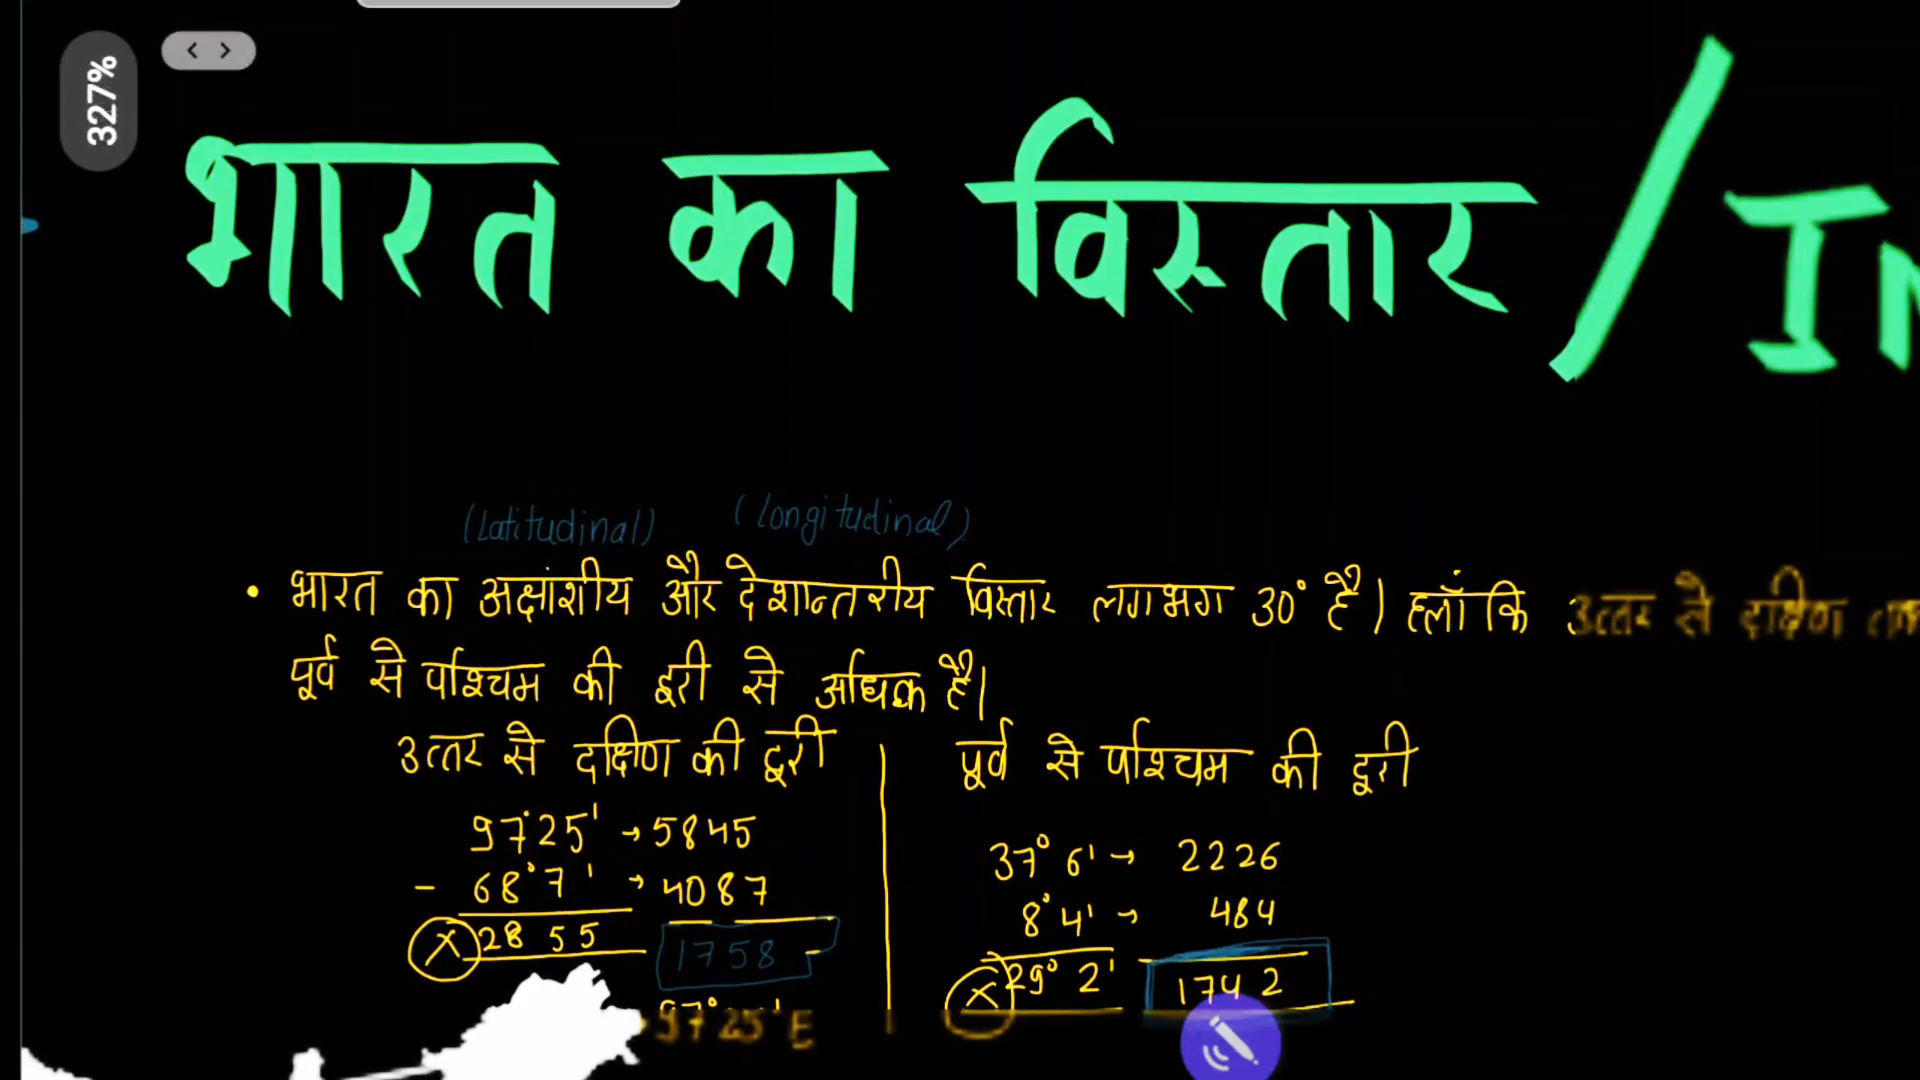 327%
भारत का विस्तार /
(Latitudinal) (Longitudinal)
• भारत का अक्षांशीय और देशान्तरीय विस्तार लगभग 30° है। हलाँकि उत्तर से दक्षिण
पूर्व से पश्चिम की दूरी से अधिक है।
उत्तर से दक्षिण की दूरी
97°25' → 5845
- 68°7' → 4087
X 28 55 1758
97°25'E
पूर्व से पश्चिम की दूरी
37° 6' → 2226
8° 4' → 484
X 29° 2' 1742